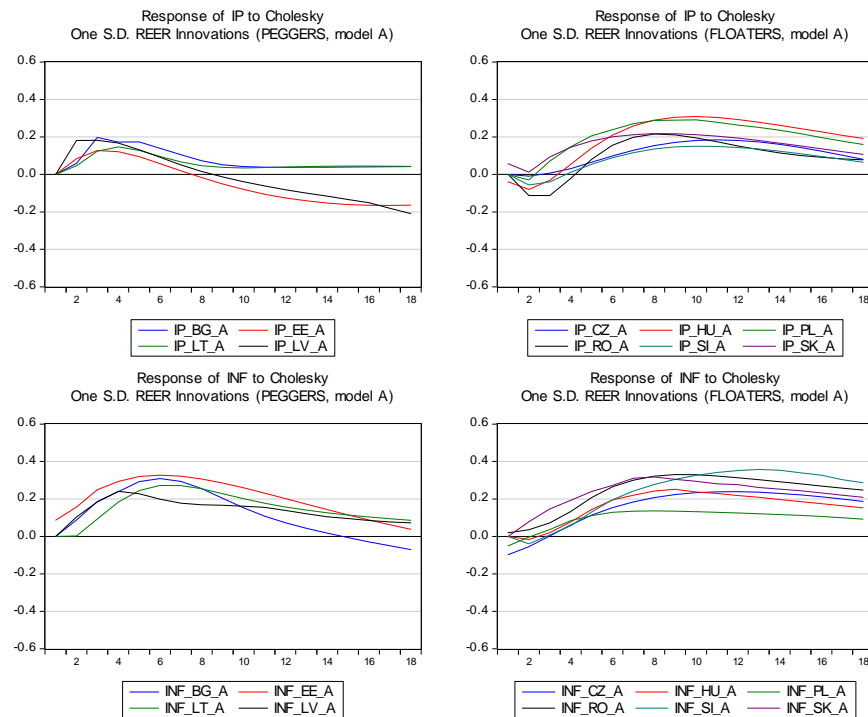 Response of IP to Cholesky
One S.D. REER Innovations (PEGGERS, model A)
0.6
0.4
0.2
0.0
-0.2
-0.4
-0.6
2 4 6 8 10 12 14 16 18
IP_BG_A IP_EE_A
IP_LT_A IP_LV_A
Response of IP to Cholesky
One S.D. REER Innovations (FLOATERS, model A)
0.6
0.4
0.2
0.0
-0.2
-0.4
-0.6
2 4 6 8 10 12 14 16 18
IP_CZ_A IP_HU_A IP_PL_A
IP_RO_A IP_SI_A IP_SK_A
Response of INF to Cholesky
One S.D. REER Innovations (PEGGERS, model A)
0.6
0.4
0.2
0.0
-0.2
-0.4
-0.6
2 4 6 8 10 12 14 16 18
INF_BG_A INF_EE_A
INF_LT_A INF_LV_A
Response of INF to Cholesky
One S.D. REER Innovations (FLOATERS, model A)
0.6
0.4
0.2
0.0
-0.2
-0.4
-0.6
2 4 6 8 10 12 14 16 18
INF_CZ_A INF_HU_A INF_PL_A
INF_RO_A INF_SI_A INF_SK_A